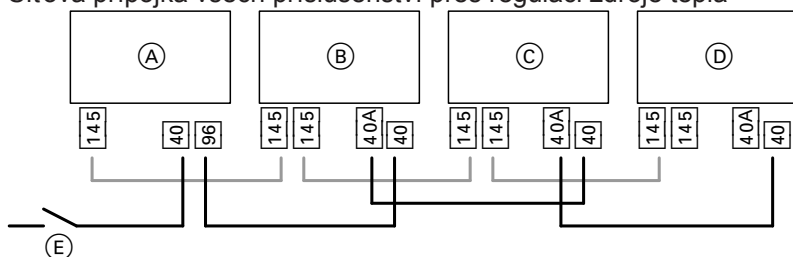 Síťová přípojka všech příslušenství přes regulaci zdroje tepla
A B C D
145 40 96 145 145 40A 40 145 145 40A 40 145 145 40A 40
E